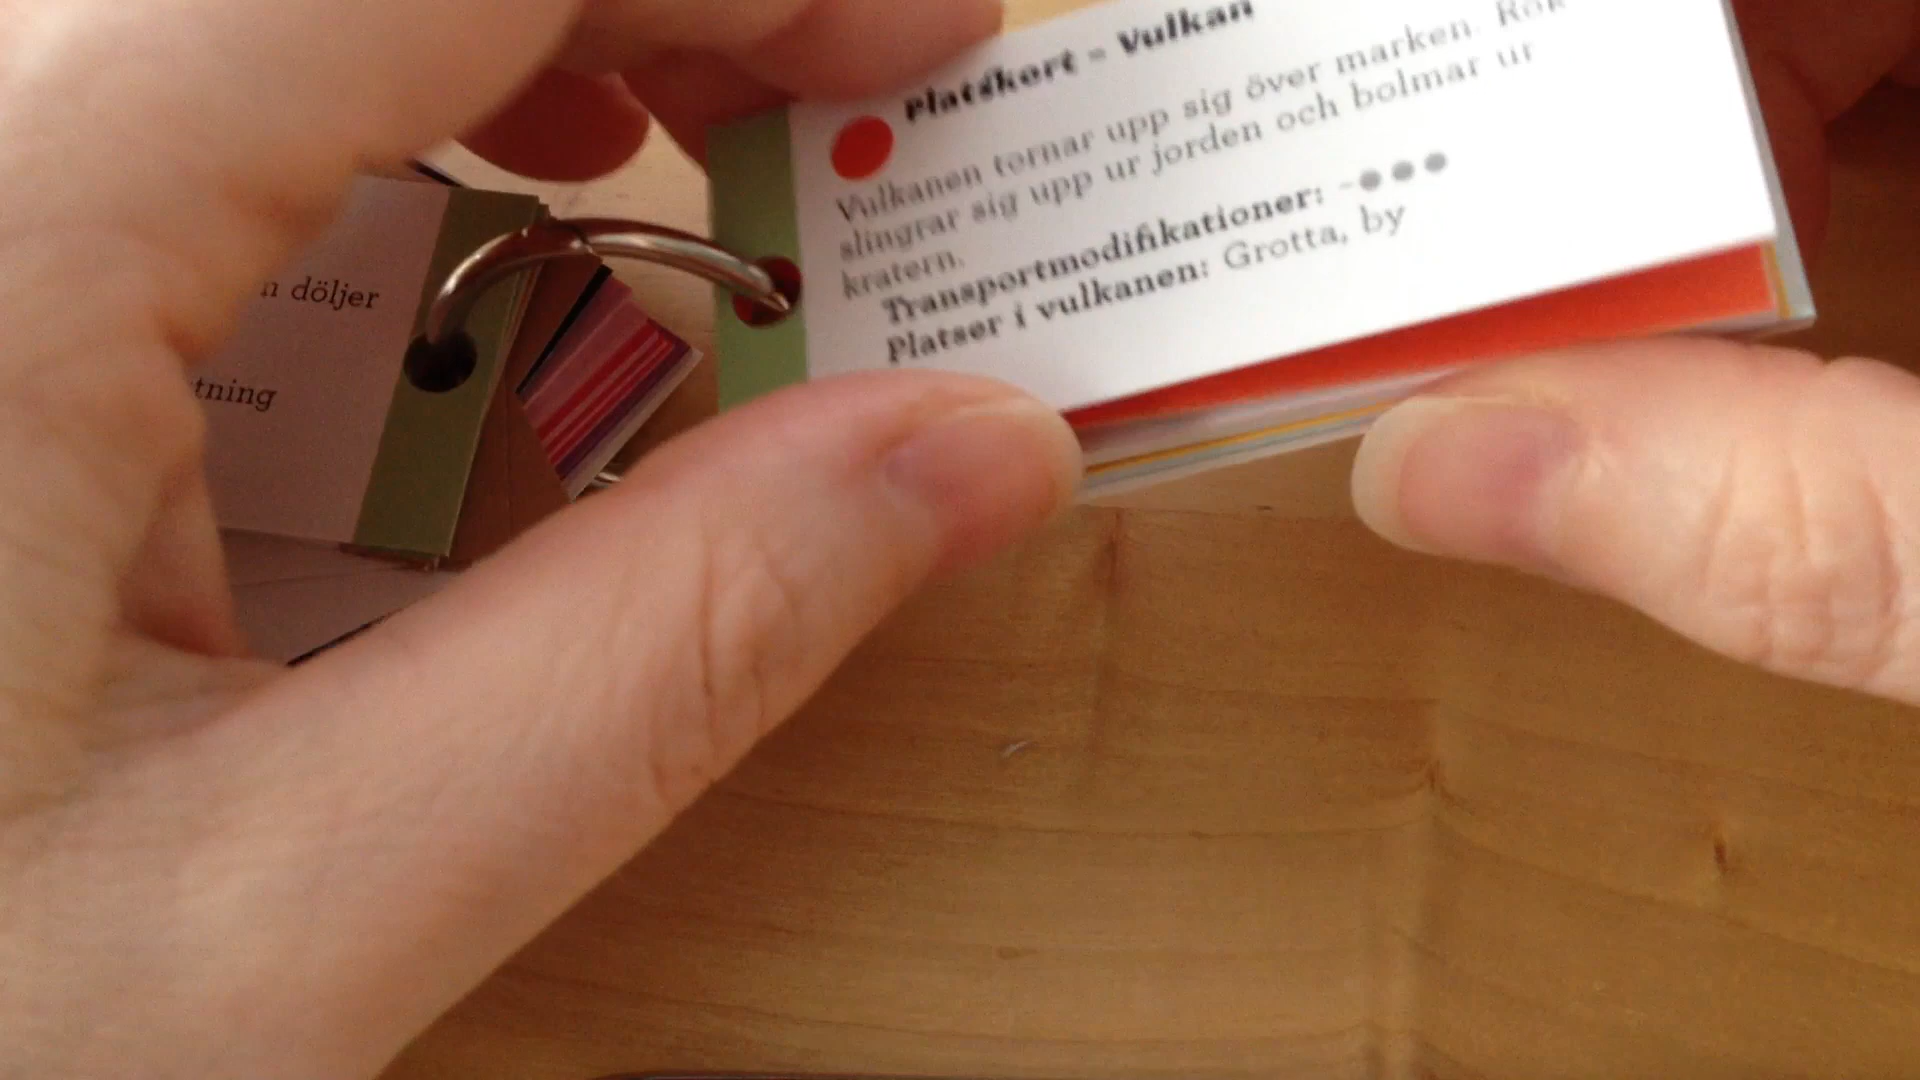 Platskort - Vulkan
Vulkanen tornar upp sig över marken. Rök
slingrar sig upp ur jorden och bolmar ur
kratern.
Transportmodifikationer: -●●●
Platser i vulkanen: Grotta, by
n döljer
tning